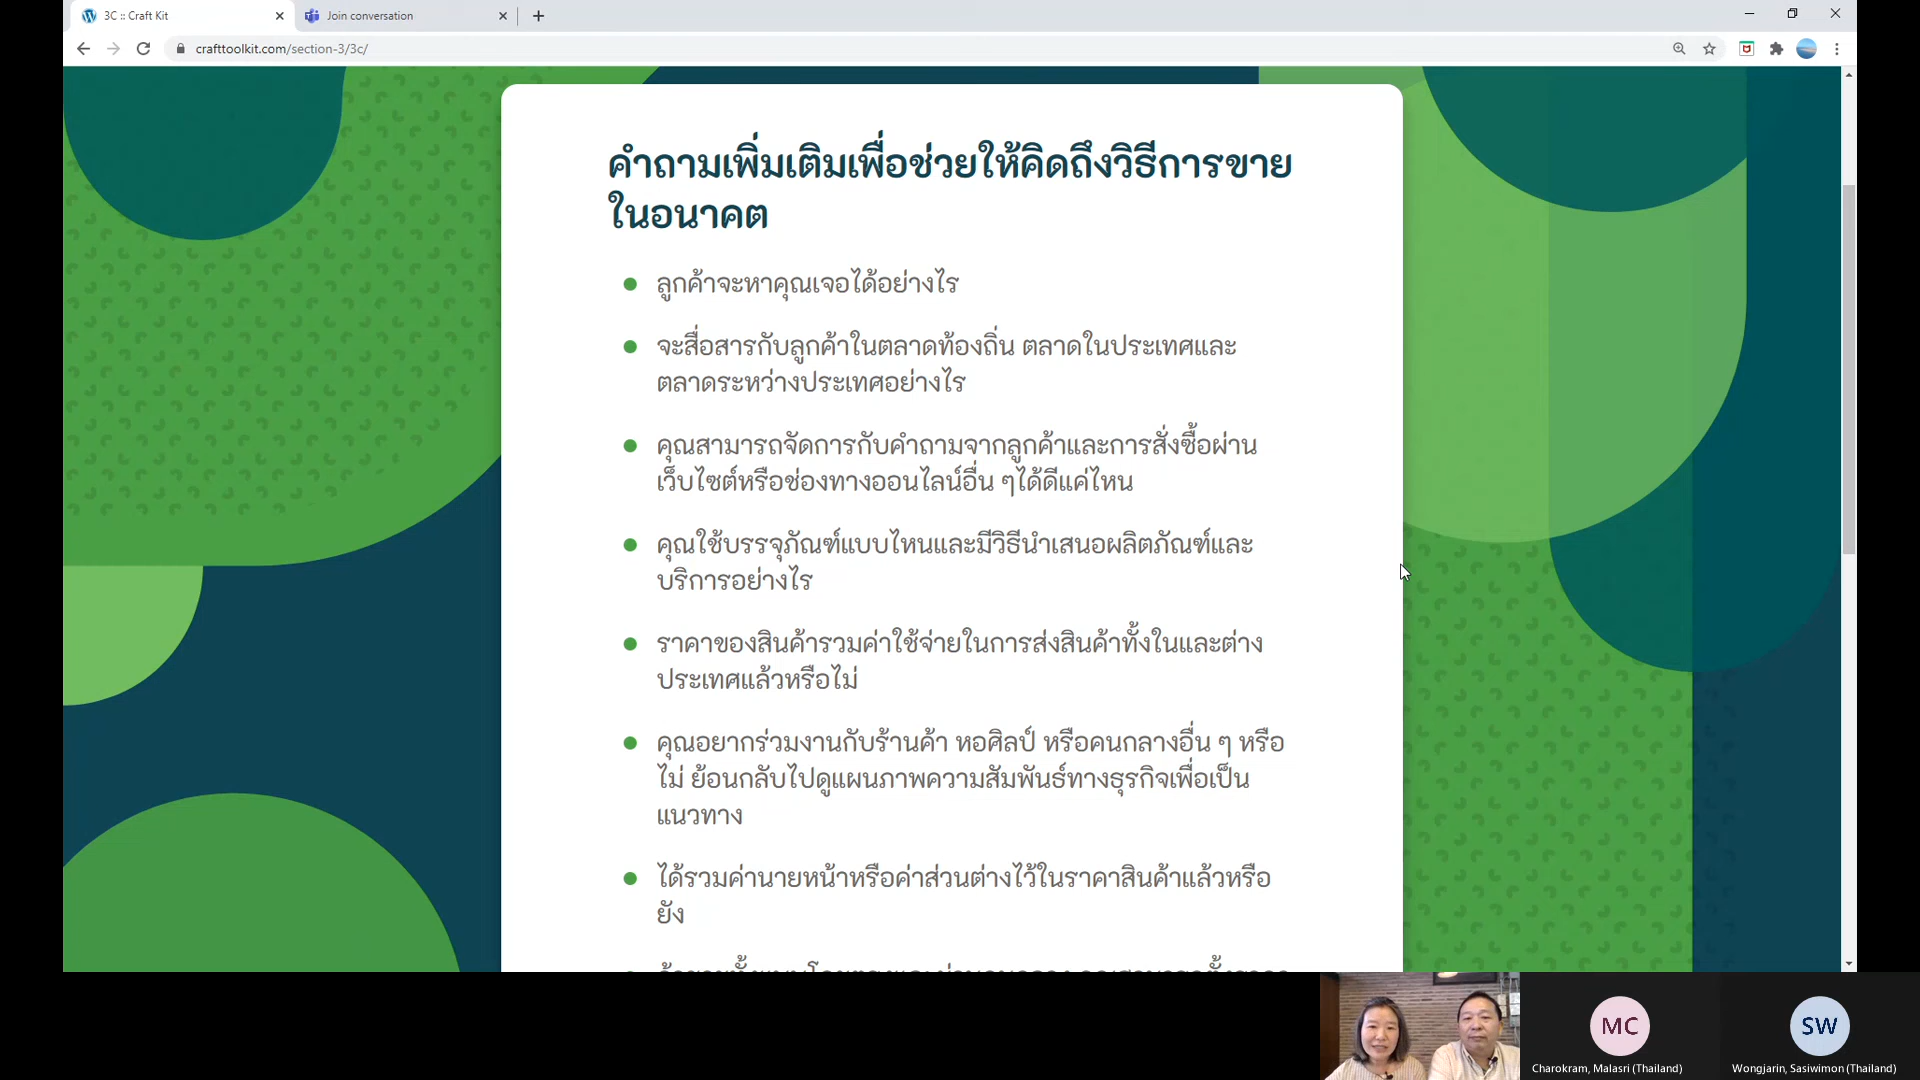 3C :: Craft Kit
Join conversation
crafttoolkit.com/section-3/3c/
คำถามเพิ่มเติมเพื่อช่วยให้คิดถึงวิธีการขาย
ในอนาคต
ลูกค้าจะหาคุณเจอได้อย่างไร
จะสื่อสารกับลูกค้าในตลาดท้องถิ่น ตลาดในประเทศและ
ตลาดระหว่างประเทศอย่างไร
คุณสามารถจัดการกับคำถามจากลูกค้าและการสั่งซื้อผ่าน
เว็บไซต์หรือช่องทางออนไลน์อื่น ๆได้ดีแค่ไหน
คุณใช้บรรจุภัณฑ์แบบไหนและมีวิธีนำเสนอผลิตภัณฑ์และ
บริการอย่างไร
ราคาของสินค้ารวมค่าใช้จ่ายในการส่งสินค้าทั้งในและต่าง
ประเทศแล้วหรือไม่
คุณอยากร่วมงานกับร้านค้า หอศิลป์ หรือคนกลางอื่น ๆ หรือ
ไม่ ย้อนกลับไปดูแผนภาพความสัมพันธ์ทางธุรกิจเพื่อเป็น
แนวทาง
ได้รวมค่านายหน้าหรือค่าส่วนต่างไว้ในราคาสินค้าแล้วหรือ
ยัง
MC
SW
Charokram, Malasri (Thailand)
Wongjarin, Sasiwimon (Thailand)